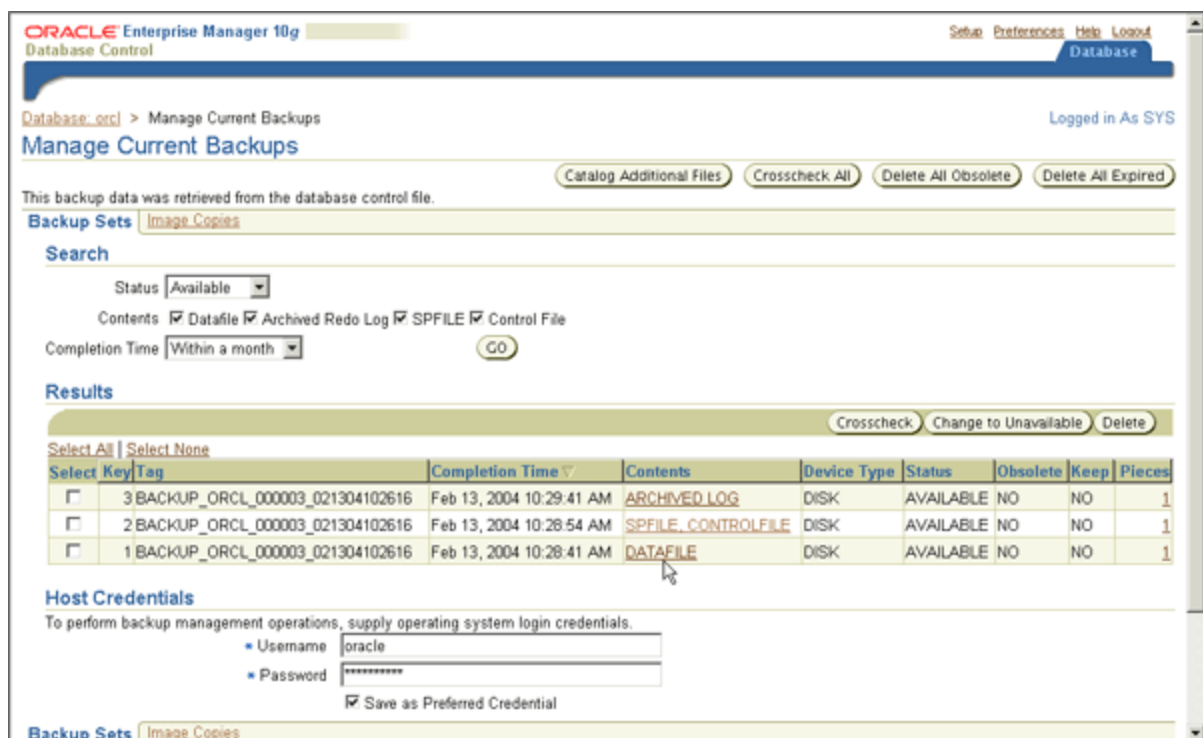 ORACLE Enterprise Manager 10g
Setup Preferences Help Logout
Database Control
Database
Database: orcl > Manage Current Backups
Logged in As SYS
Manage Current Backups
Catalog Additional Files Crosscheck All Delete All Obsolete Delete All Expired
This backup data was retrieved from the database control file.
Backup Sets Image Copies
Search
Status Available
Contents Datafile Archived Redo Log SPFILE Control File
Completion Time Within a month GO
Results
Crosscheck Change to Unavailable Delete
Select All | Select None
Select Key Tag Completion Time Contents Device Type Status Obsolete Keep Pieces
3 BACKUP_ORCL_000003_021304102616 Feb 13, 2004 10:29:41 AM ARCHIVED LOG DISK AVAILABLE NO NO 1
2 BACKUP_ORCL_000003_021304102616 Feb 13, 2004 10:28:54 AM SPFILE, CONTROLFILE DISK AVAILABLE NO NO 1
1 BACKUP_ORCL_000003_021304102616 Feb 13, 2004 10:28:41 AM DATAFILE DISK AVAILABLE NO NO 1
Host Credentials
To perform backup management operations, supply operating system login credentials.
* Username oracle
* Password **********
Save as Preferred Credential
Backup Sets Image Copies